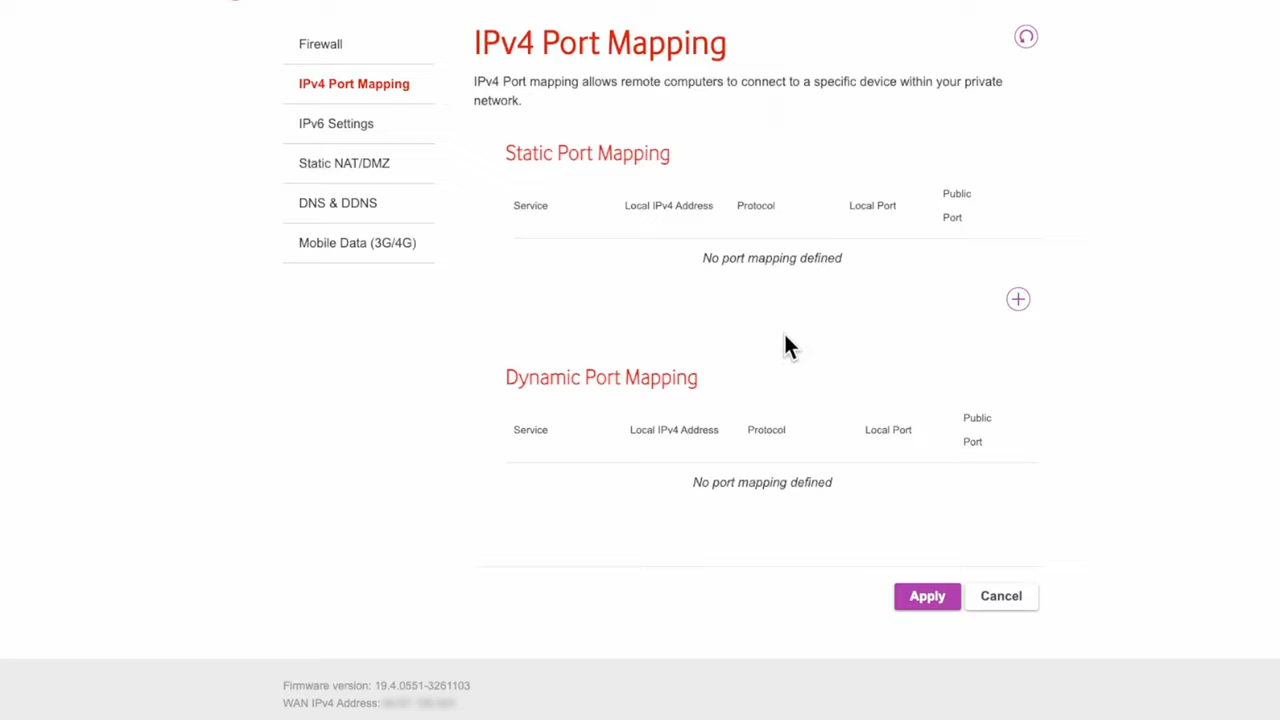 Firewall
IPv4 Port Mapping
IPv6 Settings
Static NAT/DMZ
DNS & DDNS
Mobile Data (3G/4G)
IPv4 Port Mapping
IPv4 Port mapping allows remote computers to connect to a specific device within your private
network.
Static Port Mapping
Service Local IPv4 Address Protocol Local Port Public
Port
No port mapping defined
Dynamic Port Mapping
Service Local IPv4 Address Protocol Local Port Public
Port
No port mapping defined
Apply Cancel
Firmware version: 19.4.0551-3261103
WAN IPv4 Address: